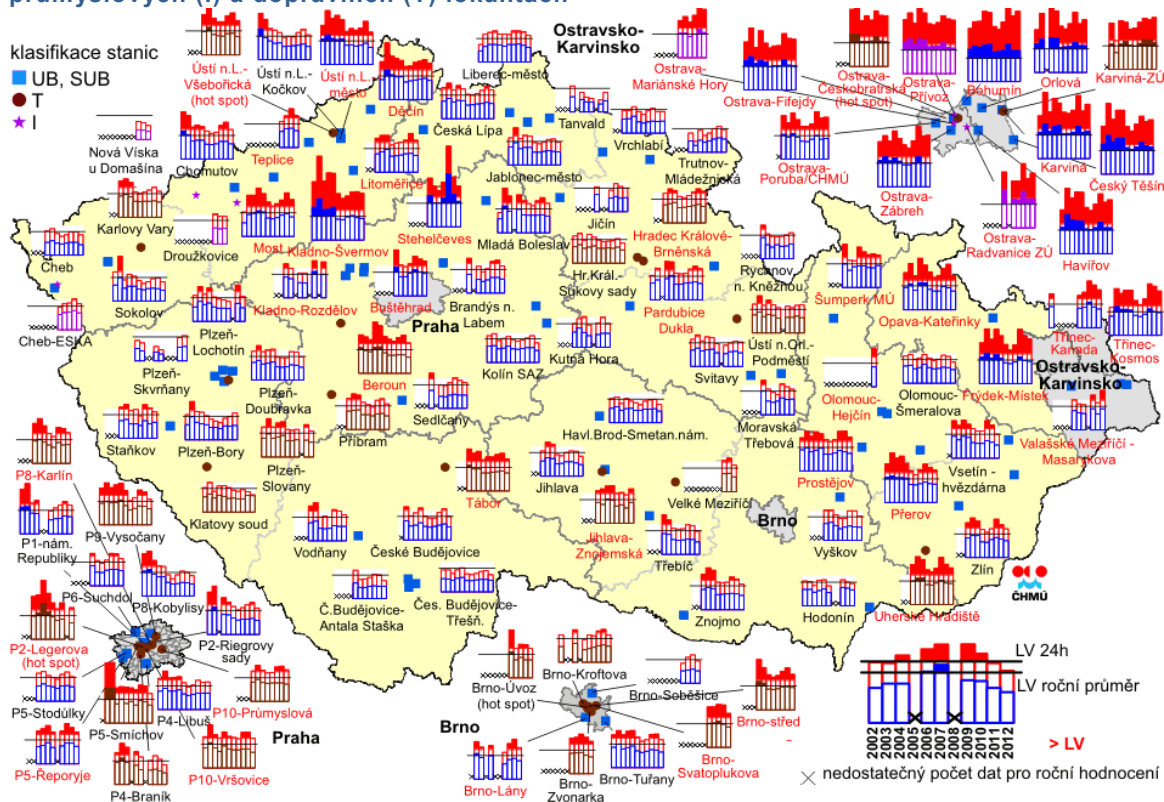 průmyslových (I) a dopravních (T) lokalitách
klasifikace stanic
UB, SUB
T
I
Ústí n.L.-
Všebořická
(hot spot)
Ústí n.L.-
Kočkov
Ústí n.L.-
město
Děčín
Liberec-město
Ostravsko-
Karvinsko
Ostrava-
Mariánské Hory
Ostrava-Fifejdy
Ostrava-
Českobratrská
(hot spot)
Ostrava-
Přívoz
Bohumín
Orlová
Karviná-ZÚ
Nová Víska
u Domašína
Chomutov
Teplice
Litoměřice
Česká Lípa
Jablonec-město
Tanvald
Vrchlabí
Trutnov-
Mládežnická
Ostrava-
Poruba/ČHMÚ
Ostrava-
Zábřeh
Ostrava-
Radvanice ZÚ
Karviná
Český Těšín
Havířov
Karlovy Vary
Droužkovice
Most
Kladno-Švermov
Stehelčeves
Mladá Boleslav
Jičín
Hradec Králové-
Brněnská
Hr.Král.-
Sukovy sady
Rychnov
n. Kněžnou
Šumperk MÚ
Opava-Kateřinky
Třinec-
Kanada
Třinec-
Kosmos
Cheb
Cheb-ESKA
Sokolov
Plzeň-
Lochotín
Kladno-Rozdělov
Buštěhrad
Praha
Brandýs n.
Labem
Pardubice
Dukla
Ústí n.Orl.-
Podměstí
Plzeň-
Skvrňany
Plzeň-
Doubravka
Beroun
Sedlčany
Kolín SAZ
Kutná Hora
Svitavy
Moravská
Třebová
Olomouc-
Hejčín
Olomouc-
Šmeralova
Frýdek-Místek
Ostravsko-
Karvinsko
Valašské Meziříčí -
Masarykova
Staňkov
Plzeň-Bory
Plzeň-
Slovany
Příbram
Havl.Brod-Smetan.nám.
Jihlava
Velké Meziříčí
Prostějov
Přerov
Vsetín -
hvězdárna
P8-Karlín
Klatovy soud
Tábor
Jihlava-
Znojemská
Třebíč
Brno
Vyškov
Zlín
P1-nám.
Republiky
P9-Vysočany
Vodňany
České Budějovice
Č.Budějovice-
Antala Staška
Čes. Budějovice-
Třešň.
Znojmo
Hodonín
Uherské Hradiště
ČHMÚ
P6-Suchdol
P8-Kobylisy
P2-Legerova
(hot spot)
P2-Riegrovy
sady
P5-Stodůlky
P5-Smíchov
P4-Libuš
P10-Průmyslová
P5-Řeporyje
P4-Braník
P10-Vršovice
Praha
Brno-Úvoz
(hot spot)
Brno-Kroftova
Brno-Soběšice
Brno-střed
-
Brno
Brno-Lány
Brno-
Zvonařka
Brno-Tuřany
Brno-
Svatoplukova
LV 24h
LV roční průměr
2002
2003
2004
2005
2006
2007
2008
2009
2010
2011
2012
> LV
nedostatečný počet dat pro roční hodnocení